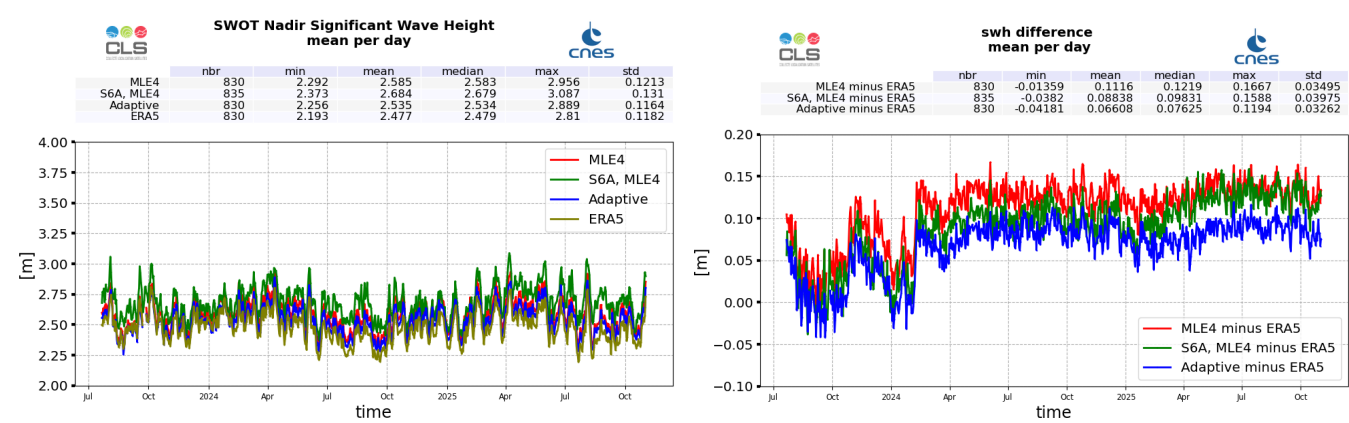 SWOT Nadir Significant Wave Height
mean per day
CLS
cnes
nbr min mean median max std
MLE4 830 2.292 2.585 2.583 2.956 0.1213
S6A, MLE4 835 2.373 2.684 2.679 3.087 0.131
Adaptive 830 2.256 2.535 2.534 2.889 0.1164
ERA5 830 2.193 2.477 2.479 2.81 0.1182
4.00
3.75
3.50
3.25
3.00
2.75
2.50
2.25
2.00
[m]
MLE4
S6A, MLE4
Adaptive
ERA5
Jul Oct 2024 Apr Jul Oct 2025 Apr Jul Oct
time
swh difference
mean per day
CLS
cnes
nbr min mean median max std
MLE4 minus ERA5 830 -0.01359 0.1116 0.1219 0.1667 0.03495
S6A, MLE4 minus ERA5 835 -0.0382 0.08838 0.09831 0.1588 0.03975
Adaptive minus ERA5 830 -0.04181 0.06608 0.07625 0.1194 0.03262
0.20
0.15
0.10
0.05
0.00
−0.05
−0.10
[m]
MLE4 minus ERA5
S6A, MLE4 minus ERA5
Adaptive minus ERA5
Jul Oct 2024 Apr Jul Oct 2025 Apr Jul Oct
time